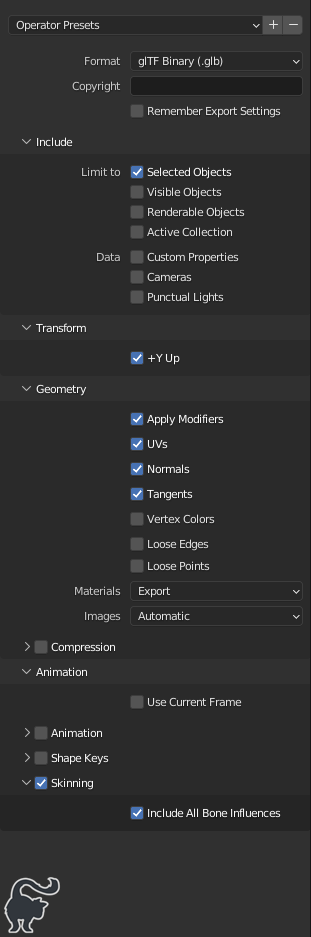 Operator Presets
Format glTF Binary (.glb)
Copyright
Remember Export Settings
Include
Limit to Selected Objects
Visible Objects
Renderable Objects
Active Collection
Data Custom Properties
Cameras
Punctual Lights
Transform
+Y Up
Geometry
Apply Modifiers
UVs
Normals
Tangents
Vertex Colors
Loose Edges
Loose Points
Materials Export
Images Automatic
Compression
Animation
Use Current Frame
Animation
Shape Keys
Skinning
Include All Bone Influences